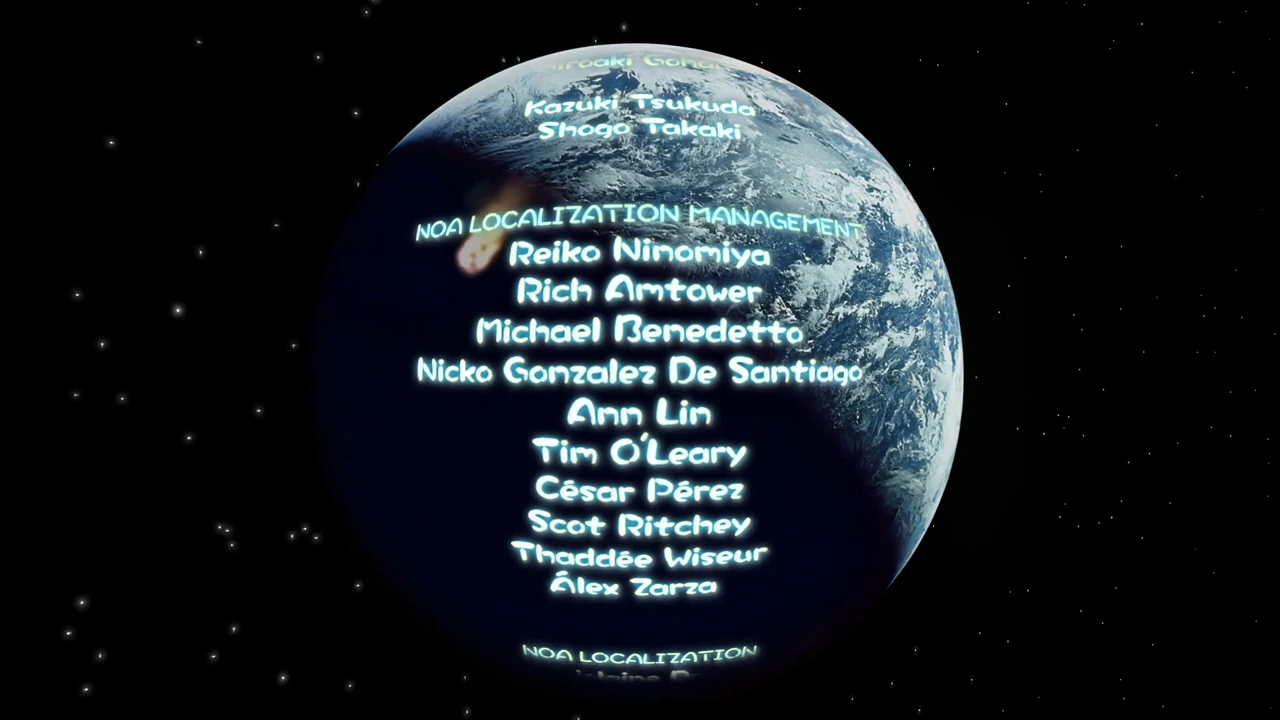 Kazuki Tsukuda
Shogo Takaki
NOA LOCALIZATION MANAGEMENT
Reiko Ninomiya
Rich Amtower
Michael Benedetto
Nicko Gonzalez De Santiago
Ann Lin
Tim O'Leary
César Pérez
Scot Ritchey
Thaddée Wiseur
Álex Zarza
NOA LOCALIZATION